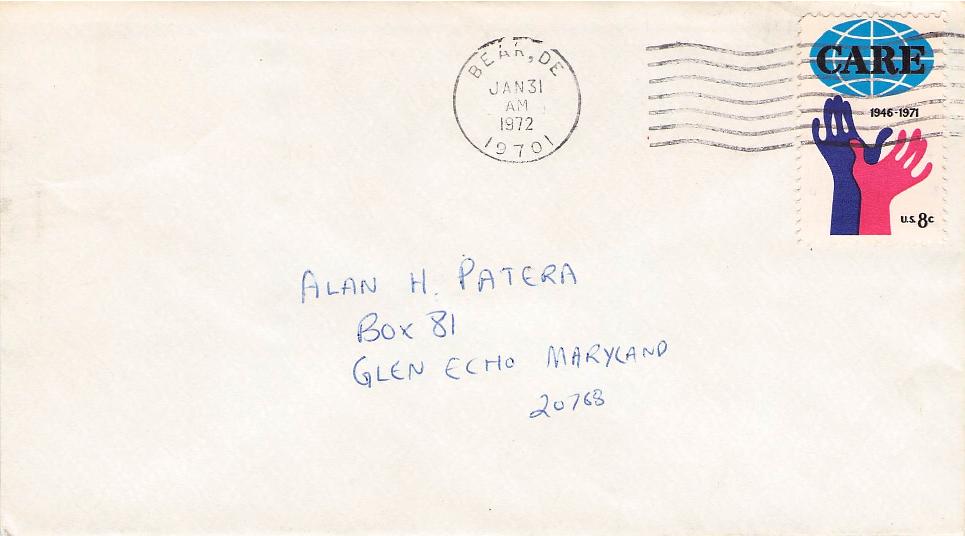 BEAR, DE
JAN 31
AM
1972
19701
CARE
1946-1971
U.S. 8c
ALAN H. PATERA
BOX 81
GLEN ECHO MARYLAND
20768